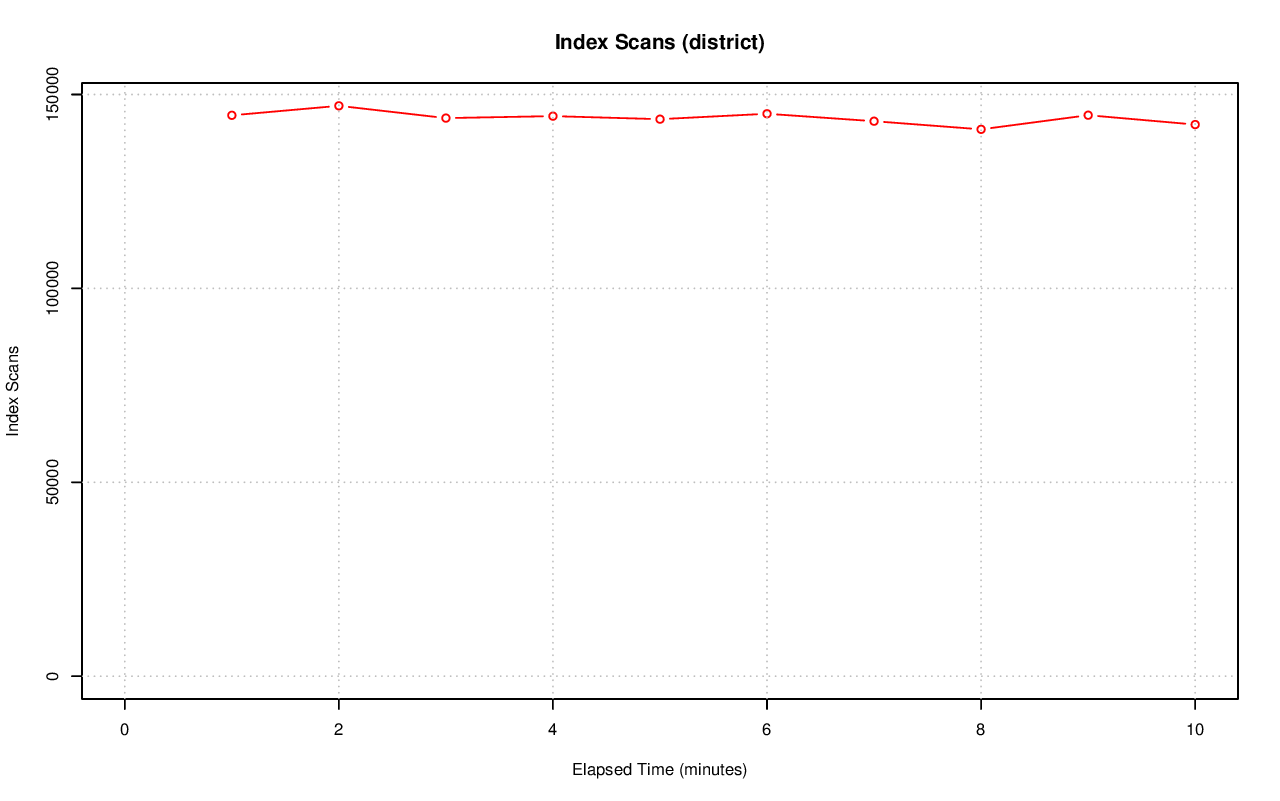 Index Scans (district)
Index Scans
150000
100000
50000
0
0 2 4 6 8 10
Elapsed Time (minutes)